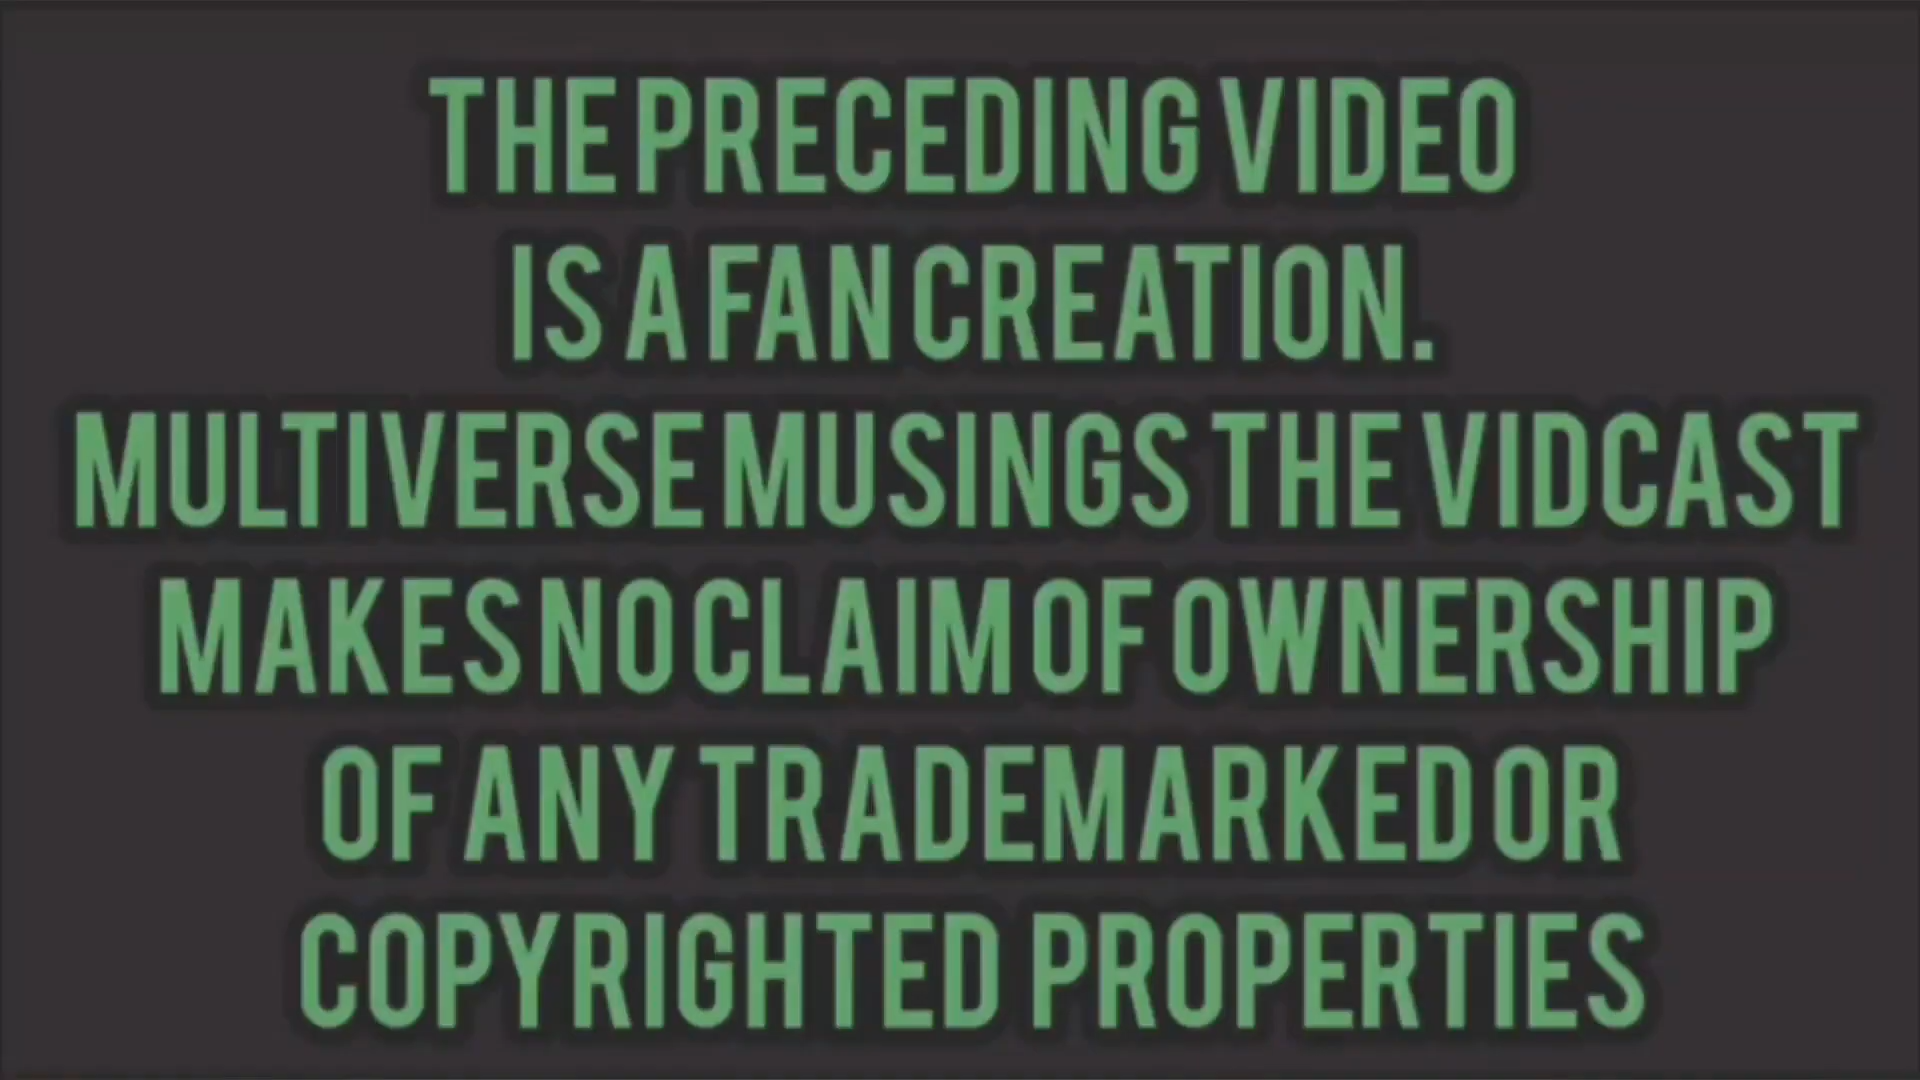 THE PRECEDING VIDEO
IS A FAN CREATION.
MULTIVERSE MUSINGS THE VIDCAST
MAKES NO CLAIM OF OWNERSHIP
OF ANY TRADEMARKED OR
COPYRIGHTED PROPERTIES